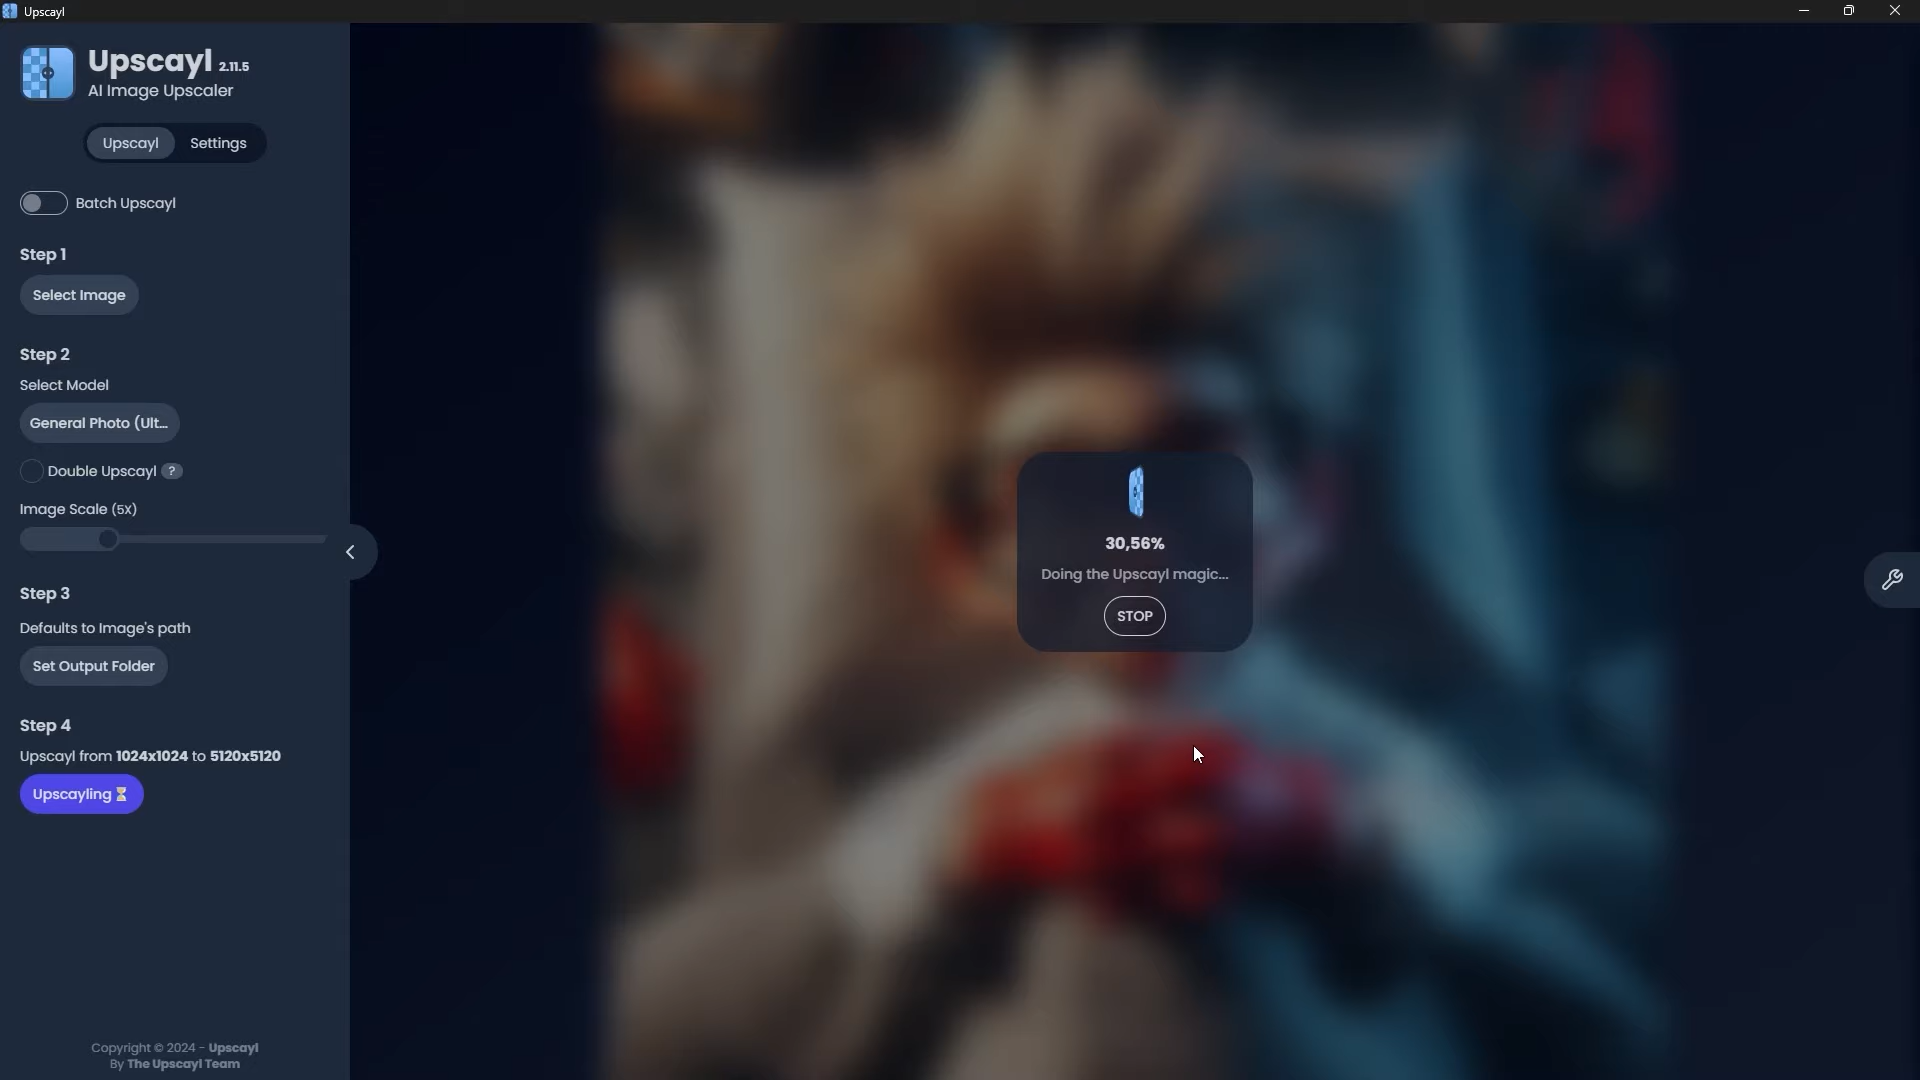 Upscayl
Upscayl 2.11.5
AI Image Upscaler
Upscayl Settings
Batch Upscayl
Step 1
Select Image
Step 2
Select Model
General Photo (Ult...
Double Upscayl ?
Image Scale (5X)
Step 3
Defaults to Image's path
Set Output Folder
Step 4
Upscayl from 1024x1024 to 5120x5120
Upscayling⏳
Copyright © 2024 - Upscayl
By The Upscayl Team
30,56%
Doing the Upscayl magic...
STOP